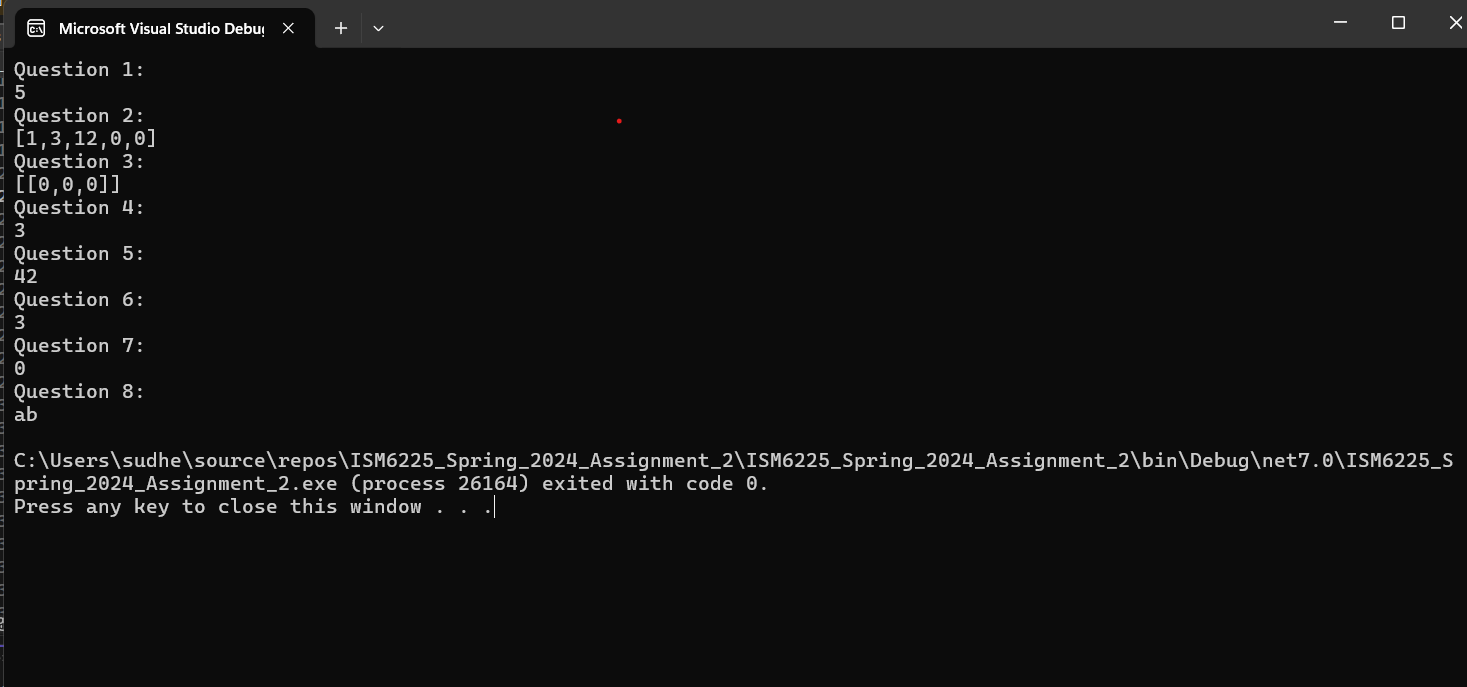 Microsoft Visual Studio Debu
Question 1:
5
Question 2:
[1,3,12,0,0]
Question 3:
[[0,0,0]]
Question 4:
3
Question 5:
42
Question 6:
3
Question 7:
0
Question 8:
ab
C:\Users\sudhe\source\repos\ISM6225_Spring_2024_Assignment_2\ISM6225_Spring_2024_Assignment_2\bin\Debug\net7.0\ISM6225_S
pring_2024_Assignment_2.exe (process 26164) exited with code 0.
Press any key to close this window . . .